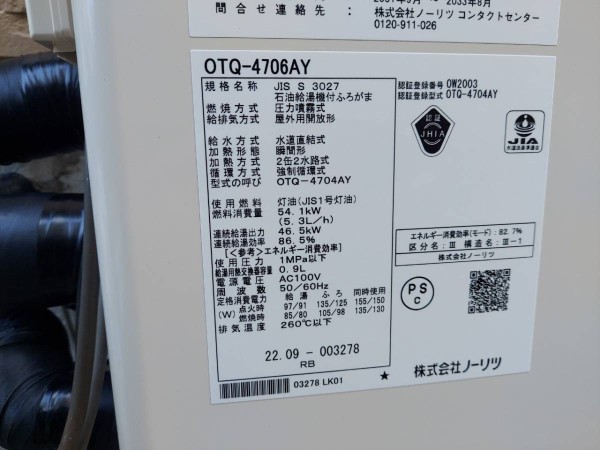 問合せ連絡先： 株式会社ノーリツ コンタクトセンター
0120-911-026
OTQ-4706AY
規格名称 JIS S 3027
石油給湯機付ふろがま
燃焼方式 圧力噴霧式
給排気方式 屋外用開放形
給水方式 水道直結式
加熱形態 瞬間形
加熱方式 2缶2水路式
循環方式 強制循環式
型式の呼び OTQ-4704AY
使用燃料 灯油(JIS1号灯油)
燃料消費量 54.1kW
(5.3L/h)
連続給湯出力 46.5kW
連続給湯効率 86.5%
[<参考>エネルギー消費効率]
使用圧力 1MPa以下
給湯用熱交換器容量 0.9L
電源電圧 AC100V
周波数 50/60Hz
定格消費電力 給湯 ふろ 同時使用
(W) 点火時 97/91 135/125 155/150
燃焼時 85/80 105/98 135/130
排気温度 260℃以下
22.09 - 003278
RB
認証登録番号 OW2003
認証登録型式 OTQ-4704AY
認証
JHIA
JIA
水道法基準適合
エネルギー消費効率(モード)：82.7%
区分名：Ⅲ 構造名：Ⅲ-1
株式会社ノーリツ
PS
C
03278 LK01
★
株式会社ノーリツ